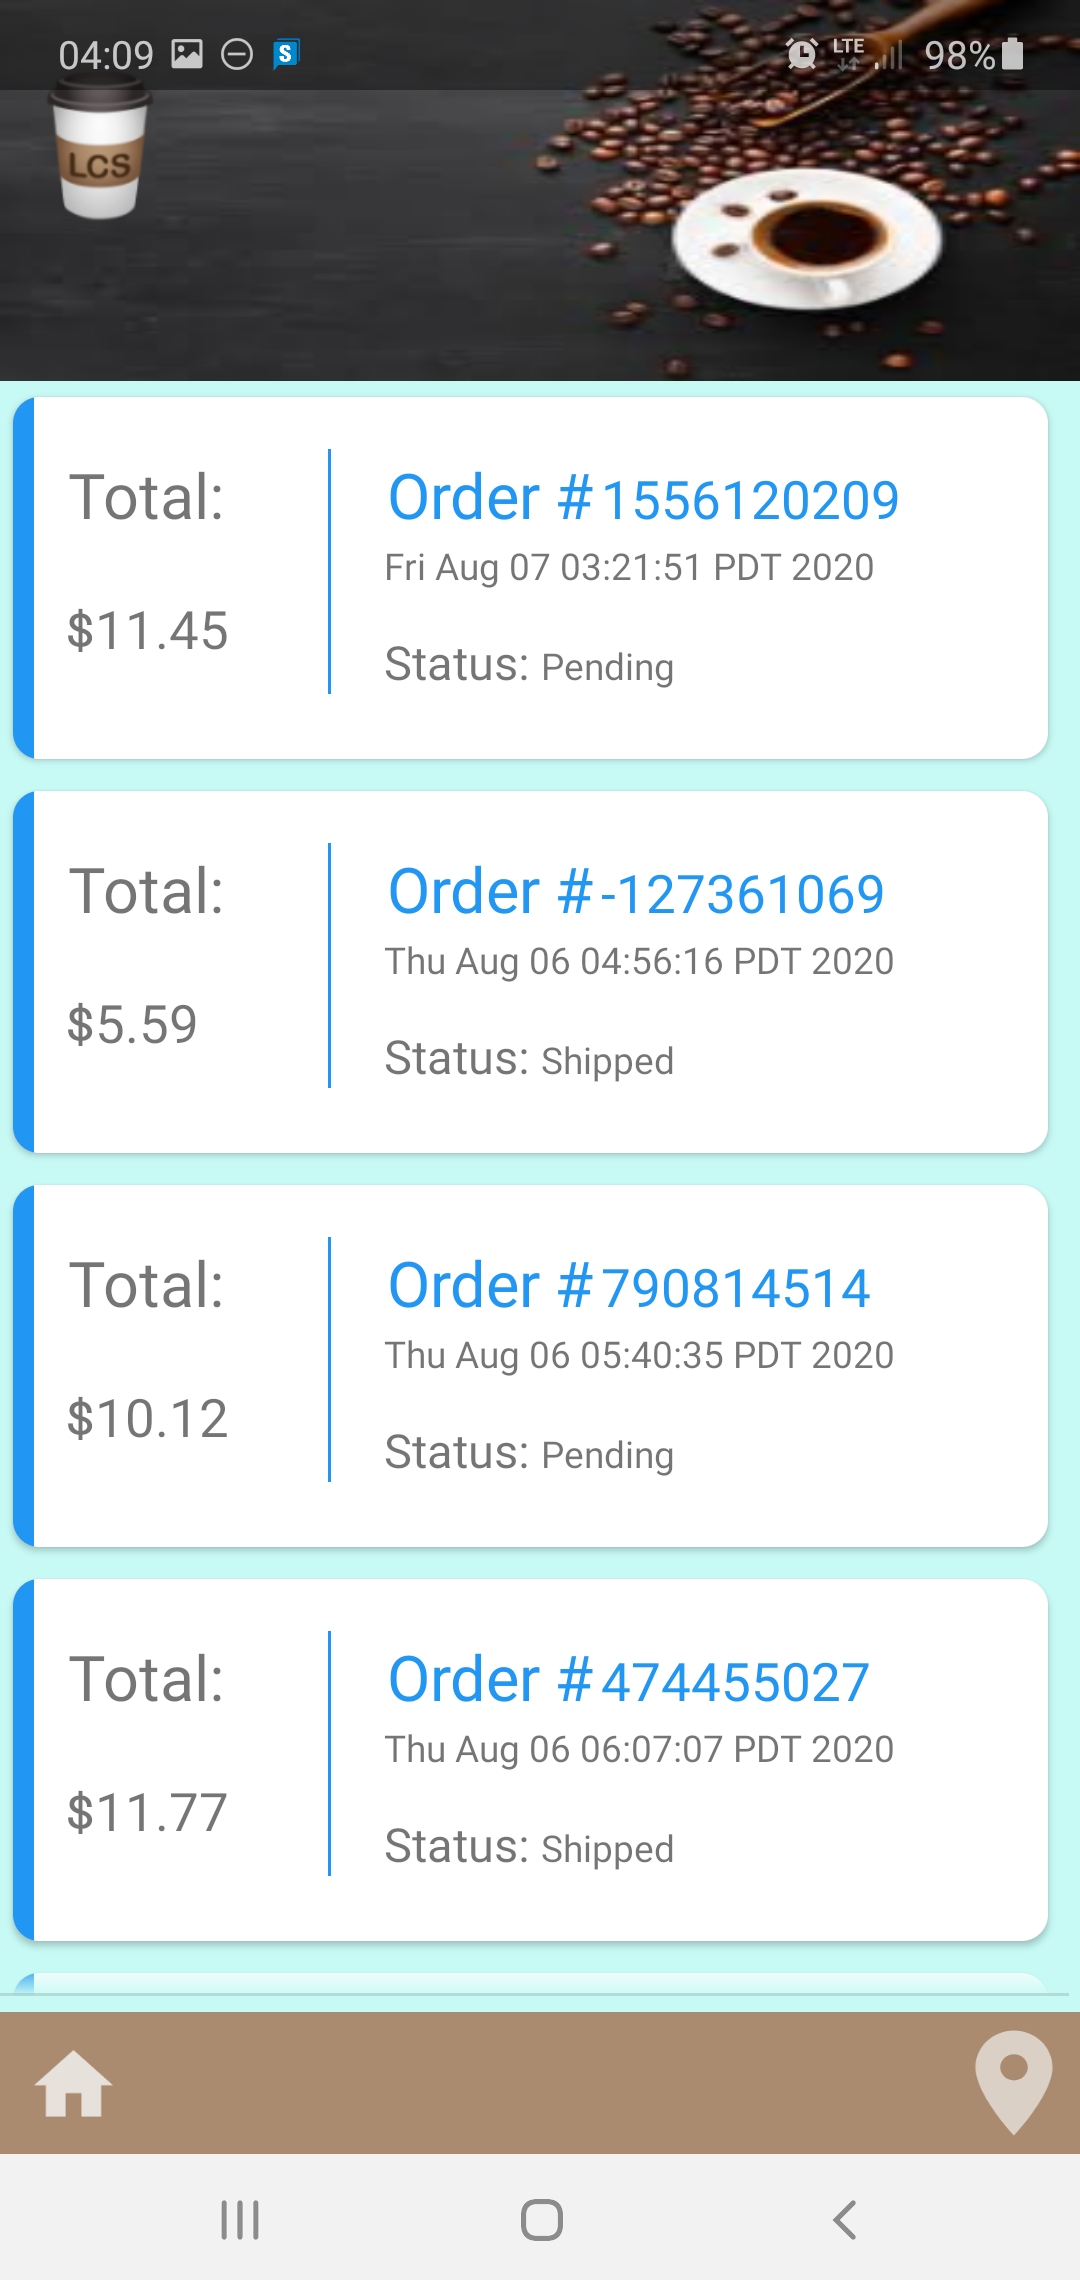 04:09 S LTE 98%
LCS
Total:
$11.45
Order # 1556120209
Fri Aug 07 03:21:51 PDT 2020
Status: Pending
Total:
$5.59
Order # -127361069
Thu Aug 06 04:56:16 PDT 2020
Status: Shipped
Total:
$10.12
Order # 790814514
Thu Aug 06 05:40:35 PDT 2020
Status: Pending
Total:
$11.77
Order # 474455027
Thu Aug 06 06:07:07 PDT 2020
Status: Shipped